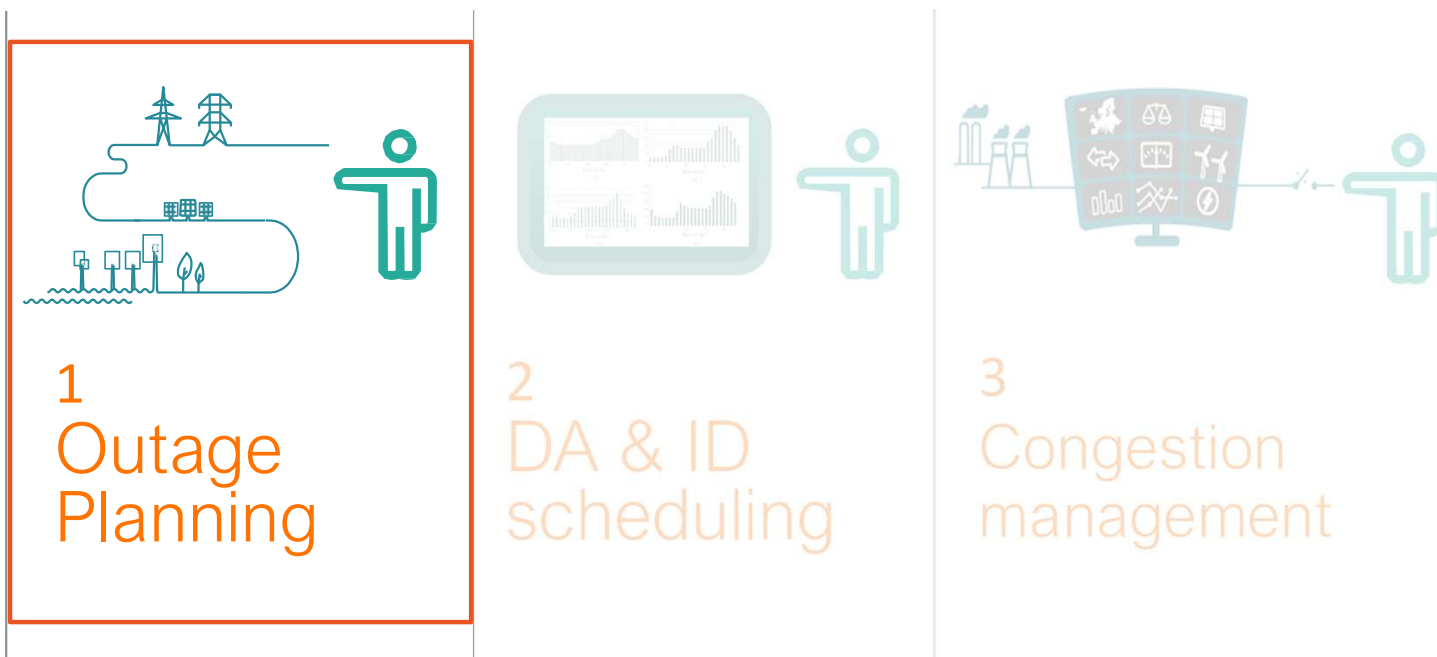 1
Outage
Planning
2
DA & ID
scheduling
3
Congestion
management